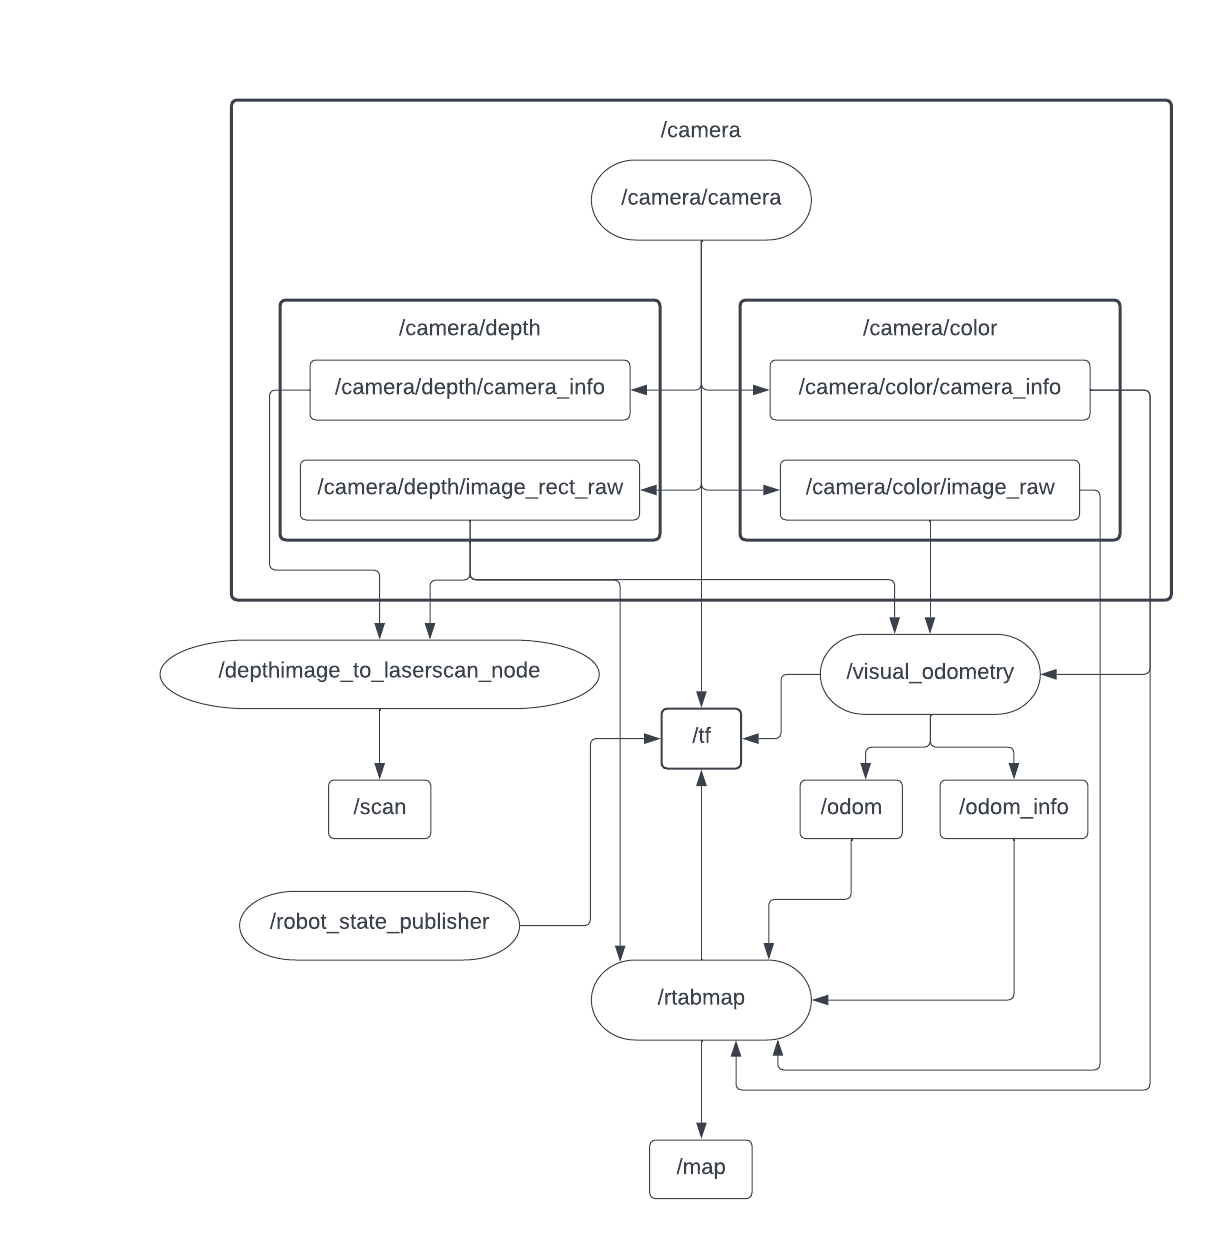 /camera
/camera/camera
/camera/depth
/camera/color
/camera/depth/camera_info
/camera/color/camera_info
/camera/depth/image_rect_raw
/camera/color/image_raw
/depthimage_to_laserscan_node
/visual_odometry
/tf
/scan
/odom
/odom_info
/robot_state_publisher
/rtabmap
/map